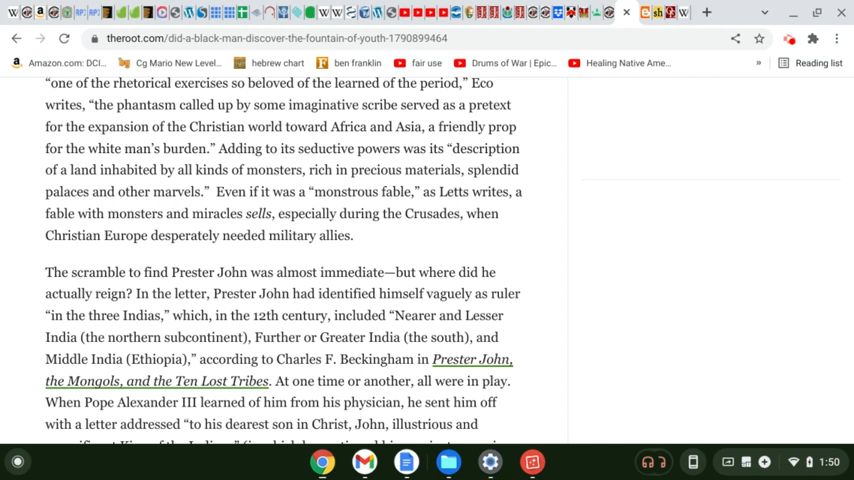 theroot.com/did-a-black-man-discover-the-fountain-of-youth-1790899464
Amazon.com: DCI... Cg Mario New Level... hebrew chart ben franklin fair use Drums of War | Epic... Healing Native Ame... » Reading list
“one of the rhetorical exercises so beloved of the learned of the period,” Eco
writes, “the phantasm called up by some imaginative scribe served as a pretext
for the expansion of the Christian world toward Africa and Asia, a friendly prop
for the white man’s burden.” Adding to its seductive powers was its “description
of a land inhabited by all kinds of monsters, rich in precious materials, splendid
palaces and other marvels.” Even if it was a “monstrous fable,” as Letts writes, a
fable with monsters and miracles sells, especially during the Crusades, when
Christian Europe desperately needed military allies.
The scramble to find Prester John was almost immediate—but where did he
actually reign? In the letter, Prester John had identified himself vaguely as ruler
“in the three Indias,” which, in the 12th century, included “Nearer and Lesser
India (the northern subcontinent), Further or Greater India (the south), and
Middle India (Ethiopia),” according to Charles F. Beckingham in Prester John,
the Mongols, and the Ten Lost Tribes. At one time or another, all were in play.
When Pope Alexander III learned of him from his physician, he sent him off
with a letter addressed “to his dearest son in Christ, John, illustrious and
1:50